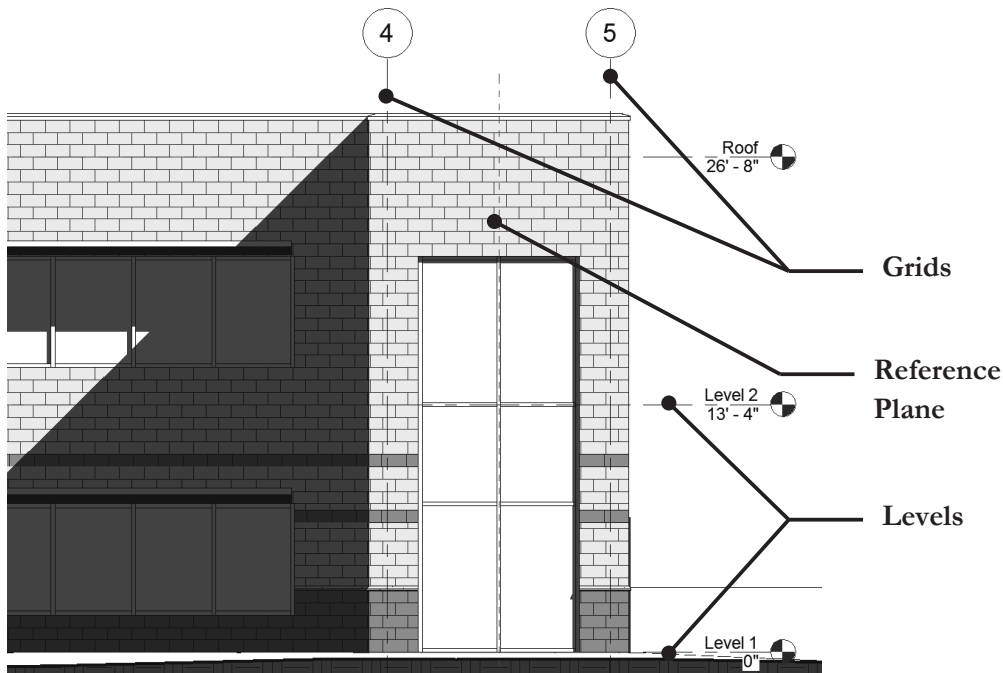 4
5
Roof
26' - 8"
Grids
Reference
Plane
Level 2
13' - 4"
Levels
Level 1
0"